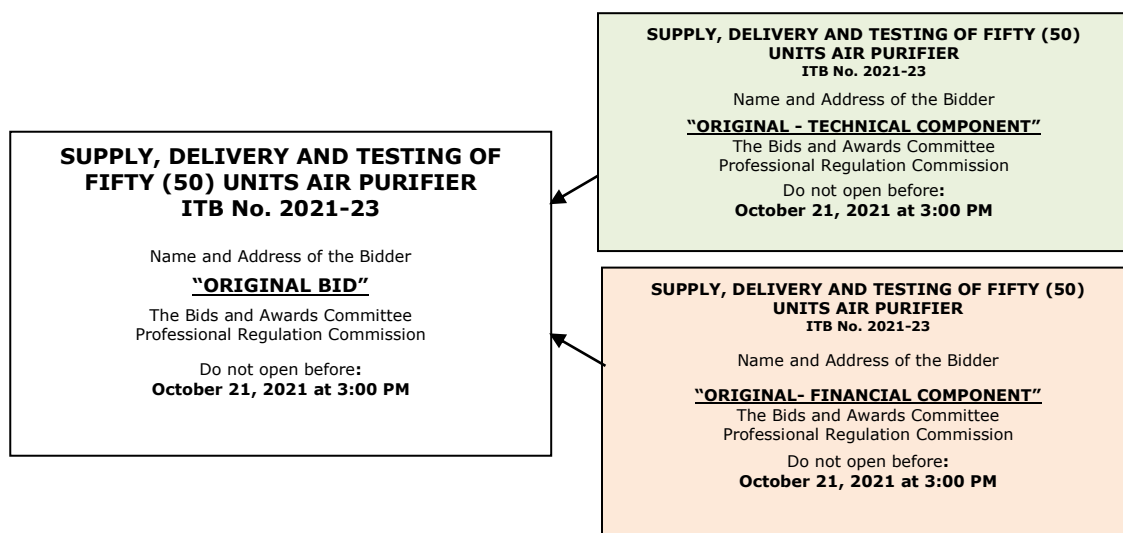 SUPPLY, DELIVERY AND TESTING OF
FIFTY (50) UNITS AIR PURIFIER
ITB No. 2021-23
Name and Address of the Bidder
“ORIGINAL BID”
The Bids and Awards Committee
Professional Regulation Commission
Do not open before:
October 21, 2021 at 3:00 PM
SUPPLY, DELIVERY AND TESTING OF FIFTY (50)
UNITS AIR PURIFIER
ITB No. 2021-23
Name and Address of the Bidder
“ORIGINAL - TECHNICAL COMPONENT”
The Bids and Awards Committee
Professional Regulation Commission
Do not open before:
October 21, 2021 at 3:00 PM
SUPPLY, DELIVERY AND TESTING OF FIFTY (50)
UNITS AIR PURIFIER
ITB No. 2021-23
Name and Address of the Bidder
“ORIGINAL- FINANCIAL COMPONENT”
The Bids and Awards Committee
Professional Regulation Commission
Do not open before:
October 21, 2021 at 3:00 PM